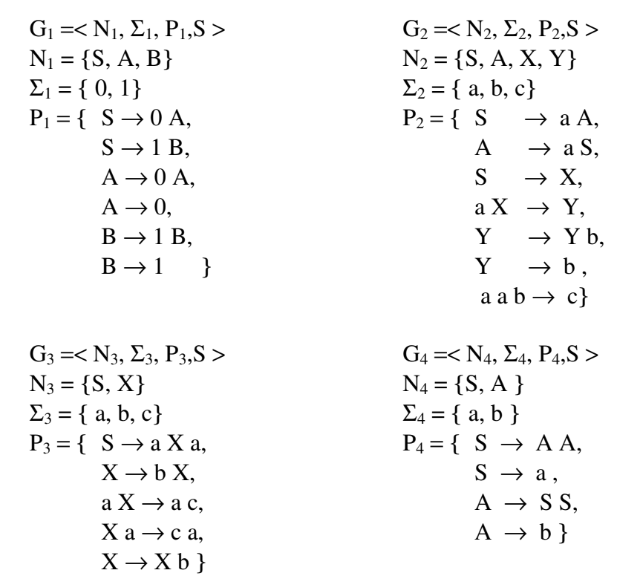 G₁ =< N₁, Σ₁, P₁,S >
N₁ = {S, A, B}
Σ₁ = { 0, 1}
P₁ = { S → 0 A,
S → 1 B,
A → 0 A,
A → 0,
B → 1 B,
B → 1 }
G₂ =< N₂, Σ₂, P₂,S >
N₂ = {S, A, X, Y}
Σ₂ = { a, b, c}
P₂ = { S → a A,
A → a S,
S → X,
a X → Y,
Y → Y b,
Y → b ,
a a b → c}
G₃ =< N₃, Σ₃, P₃,S >
N₃ = {S, X}
Σ₃ = { a, b, c}
P₃ = { S → a X a,
X → b X,
a X → a c,
X a → c a,
X → X b }
G₄ =< N₄, Σ₄, P₄,S >
N₄ = {S, A }
Σ₄ = { a, b }
P₄ = { S → A A,
S → a ,
A → S S,
A → b }